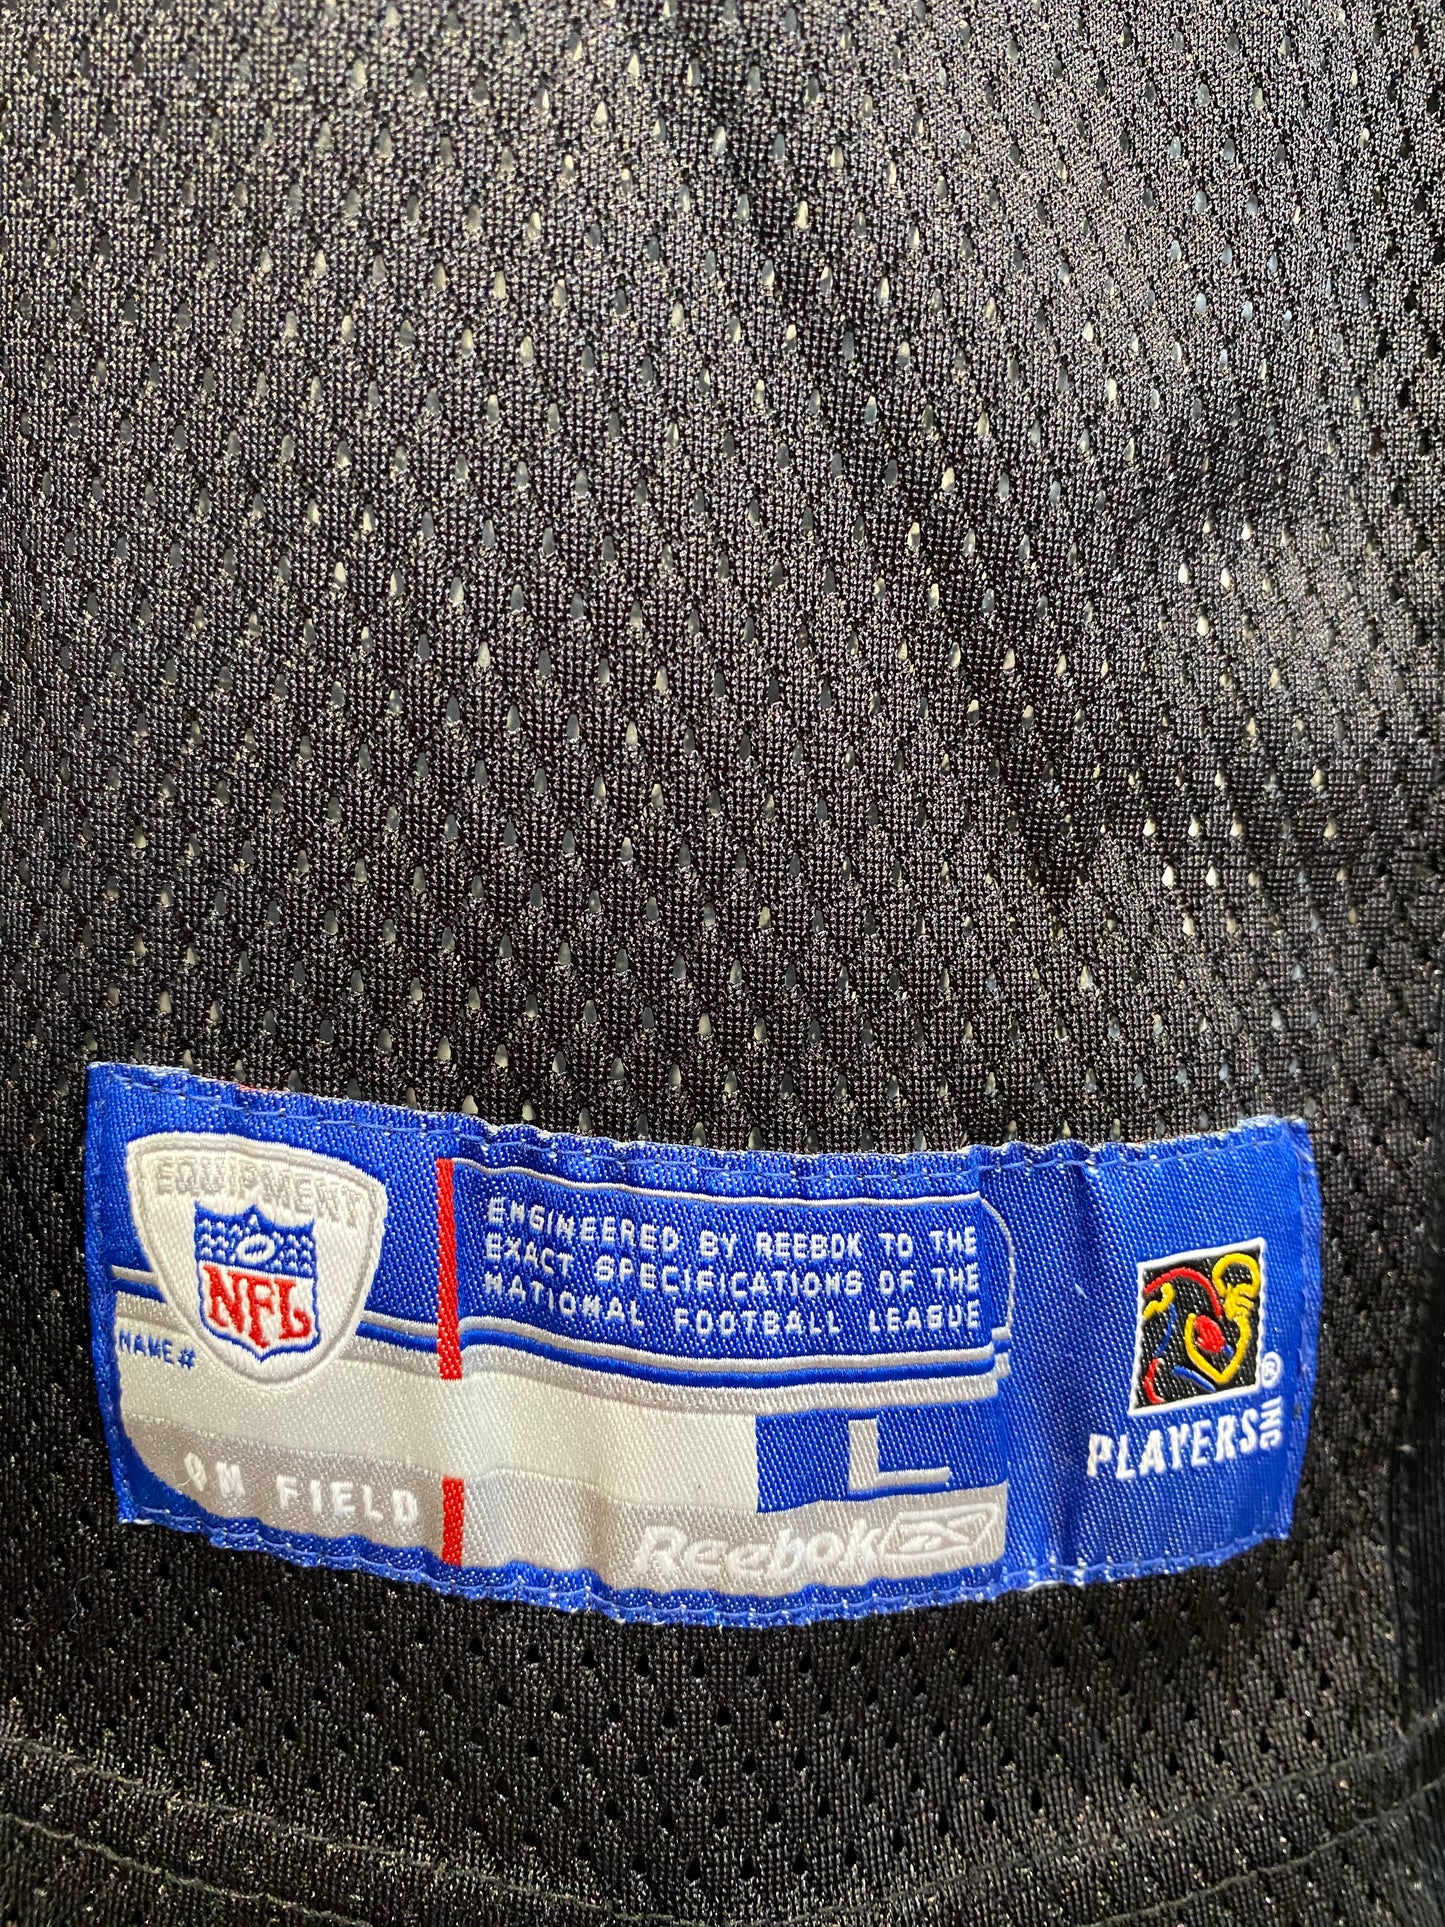 EQUIPMENT
NFL
NAME #
ON FIELD
ENGINEERED BY REEBOK TO THE
EXACT SPECIFICATIONS OF THE
NATIONAL FOOTBALL LEAGUE
L
Reebok
PLAYERS INC ®